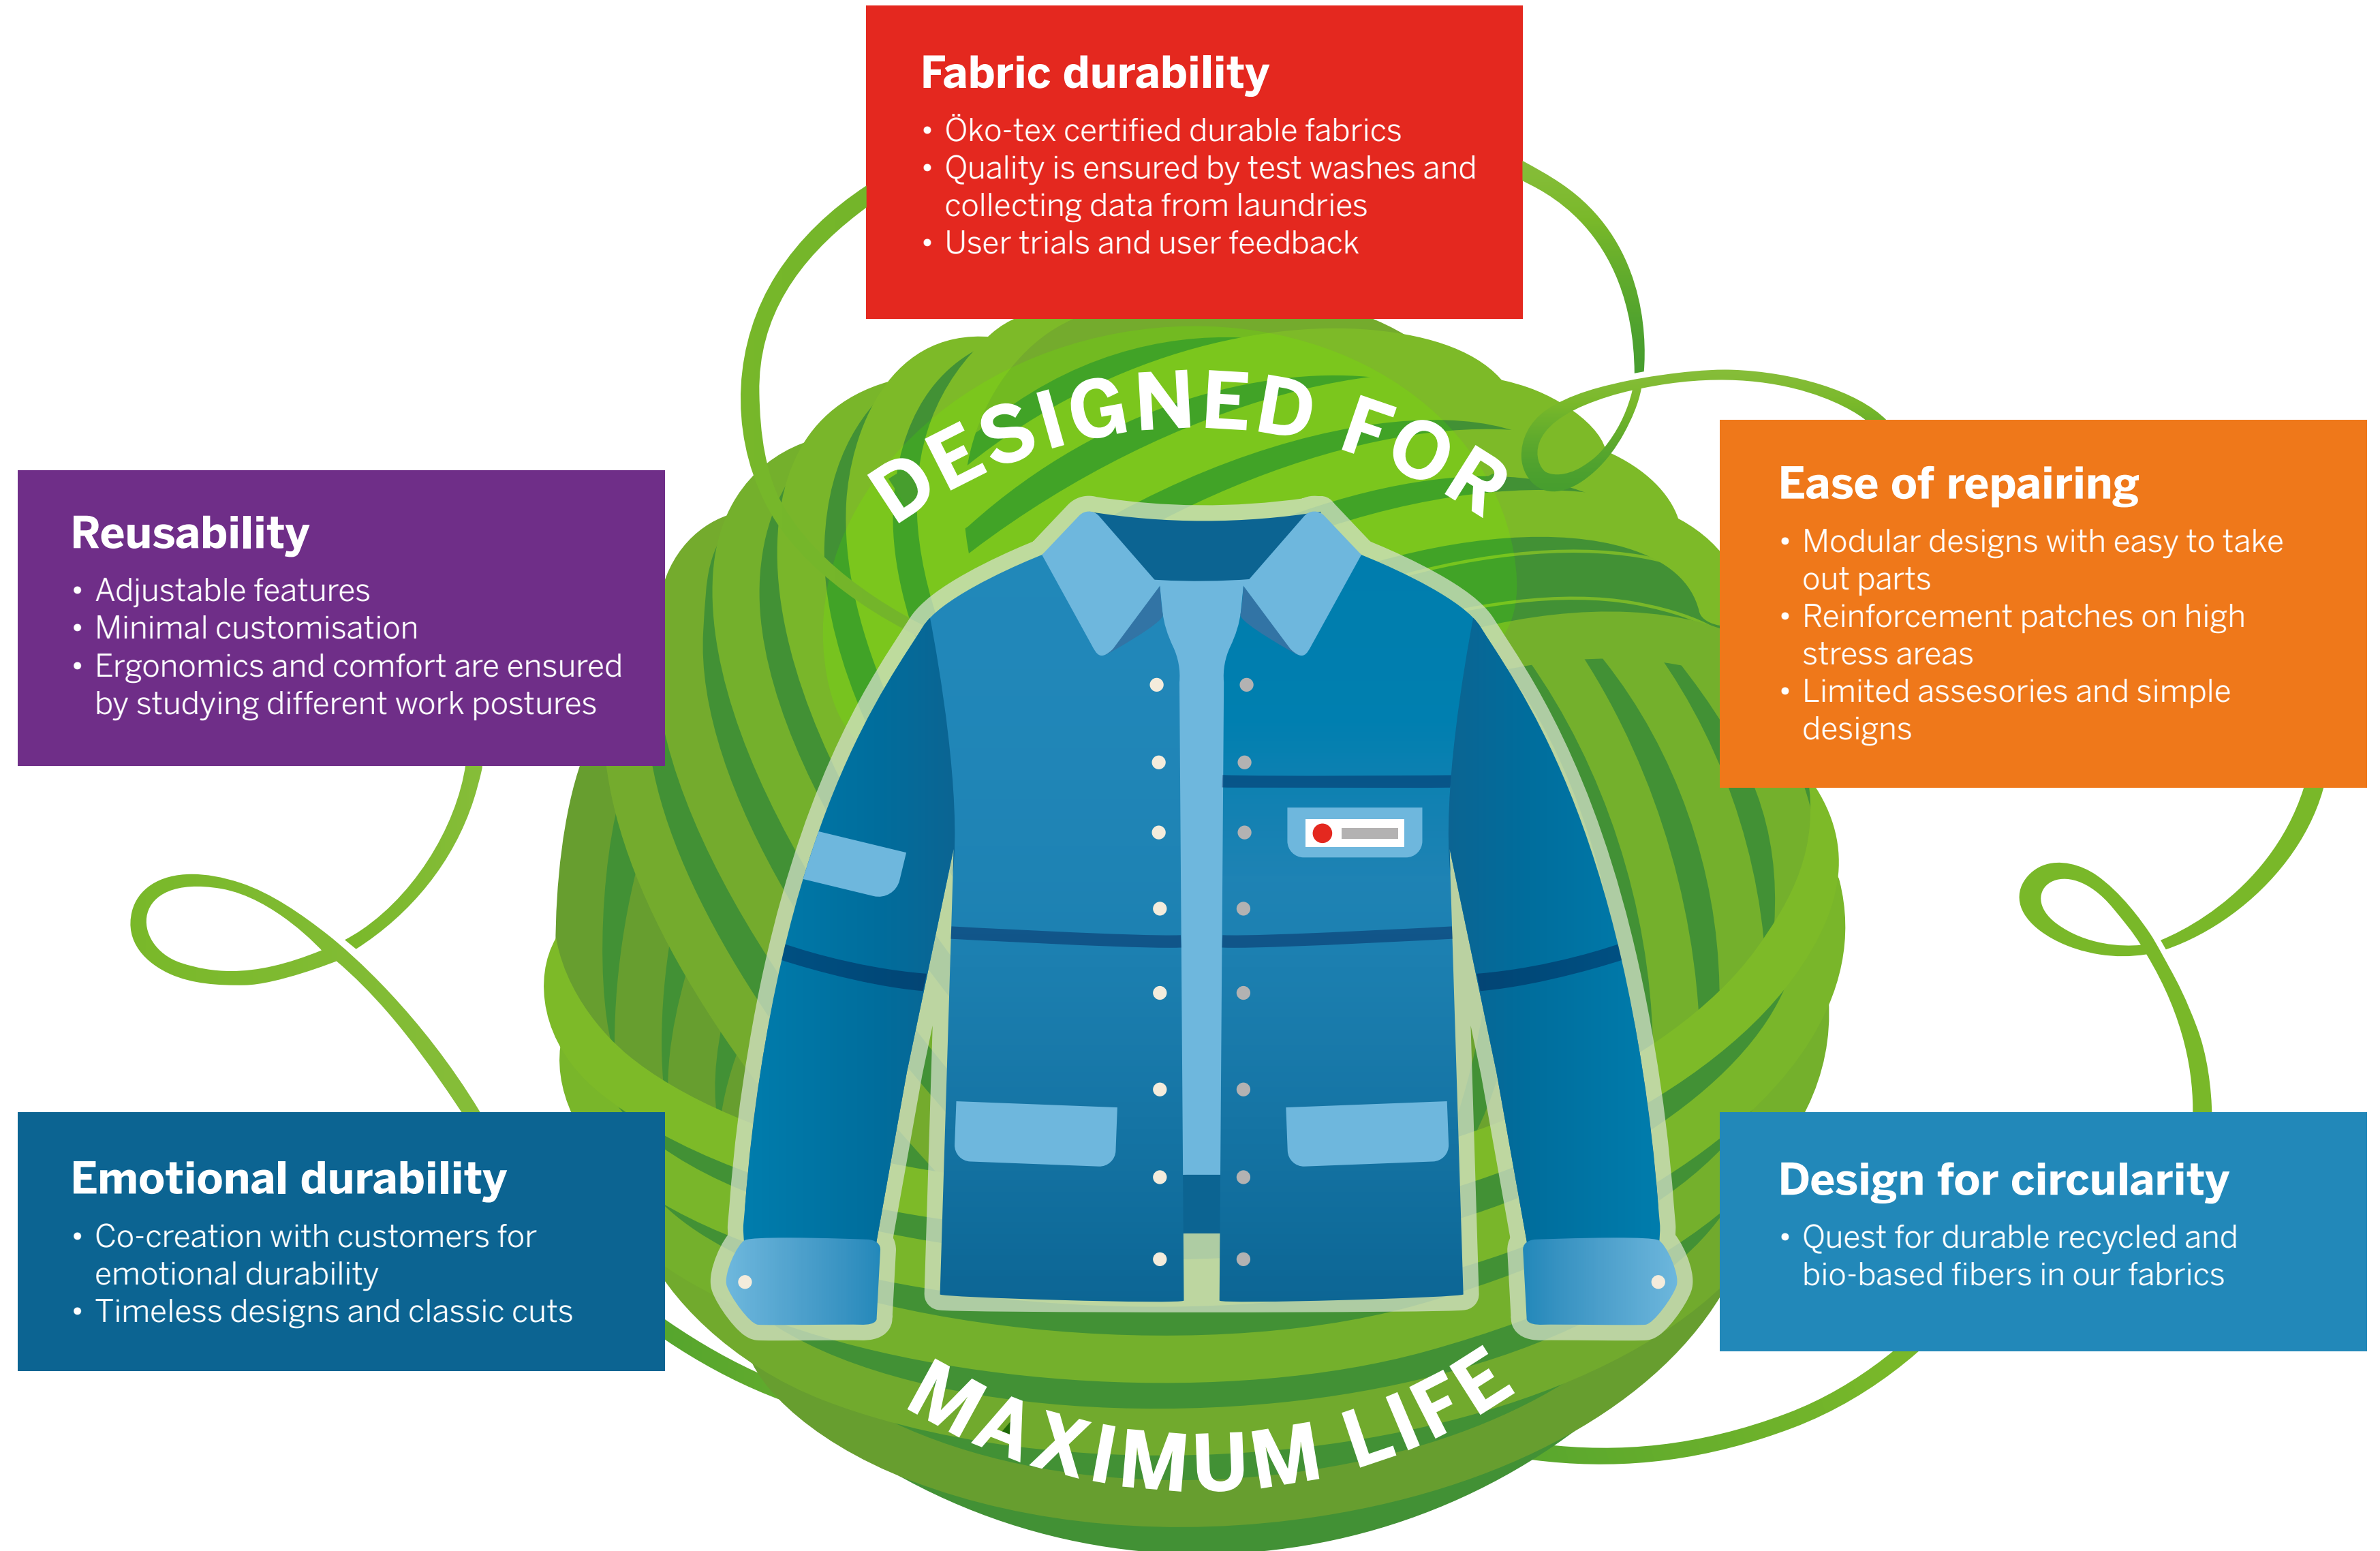 Fabric durability
• Öko-tex certified durable fabrics
• Quality is ensured by test washes and
collecting data from laundries
• User trials and user feedback
DESIGNED FOR
Reusability
• Adjustable features
• Minimal customisation
• Ergonomics and comfort are ensured
by studying different work postures
Ease of repairing
• Modular designs with easy to take
out parts
• Reinforcement patches on high
stress areas
• Limited assesories and simple
designs
Emotional durability
• Co-creation with customers for
emotional durability
• Timeless designs and classic cuts
Design for circularity
• Quest for durable recycled and
bio-based fibers in our fabrics
MAXIMUM LIFE